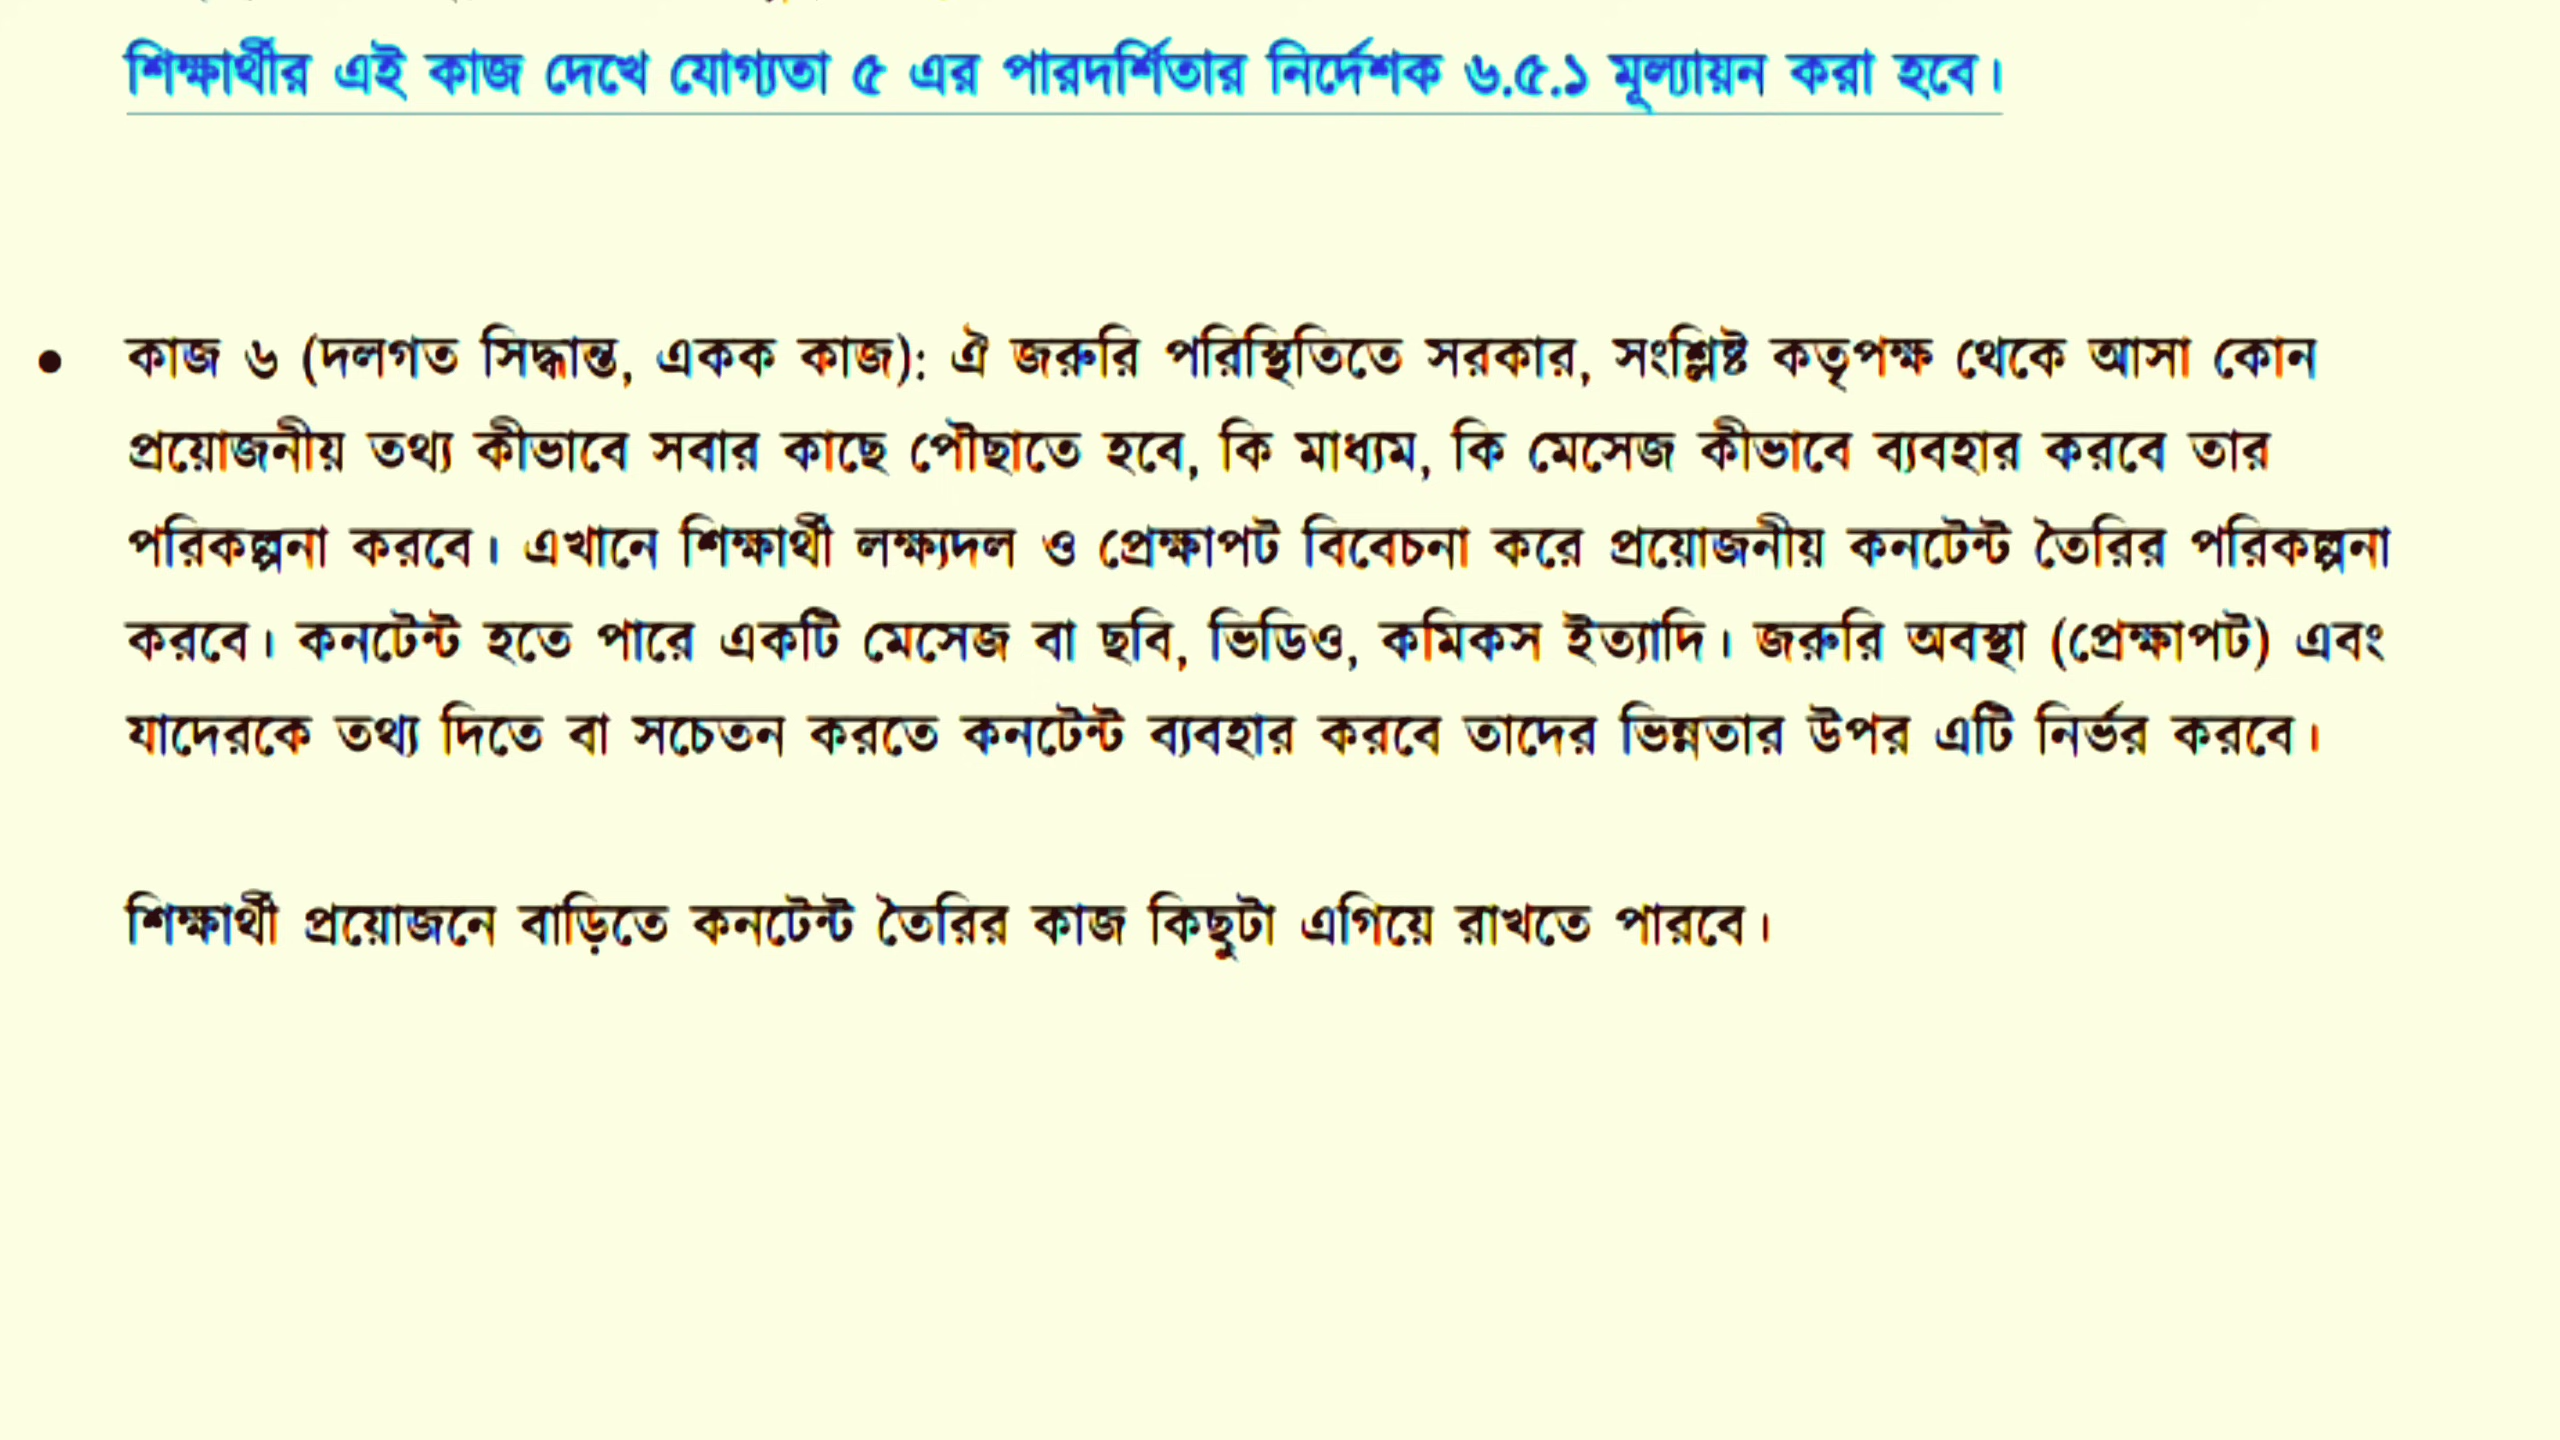 শিক্ষার্থীর এই কাজ দেখে যোগ্যতা ৫ এর পারদর্শিতার নির্দেশক ৬.৫.১ মূল্যায়ন করা হবে।
● কাজ ৬ (দলগত সিদ্ধান্ত, একক কাজ): ঐ জরুরি পরিস্থিতিতে সরকার, সংশ্লিষ্ট কতৃপক্ষ থেকে আসা কোন
প্রয়োজনীয় তথ্য কীভাবে সবার কাছে পৌছাতে হবে, কি মাধ্যম, কি মেসেজ কীভাবে ব্যবহার করবে তার
পরিকল্পনা করবে। এখানে শিক্ষার্থী লক্ষ্যদল ও প্রেক্ষাপট বিবেচনা করে প্রয়োজনীয় কনটেন্ট তৈরির পরিকল্পনা
করবে। কনটেন্ট হতে পারে একটি মেসেজ বা ছবি, ভিডিও, কমিকস ইত্যাদি। জরুরি অবস্থা (প্রেক্ষাপট) এবং
যাদেরকে তথ্য দিতে বা সচেতন করতে কনটেন্ট ব্যবহার করবে তাদের ভিন্নতার উপর এটি নির্ভর করবে।
শিক্ষার্থী প্রয়োজনে বাড়িতে কনটেন্ট তৈরির কাজ কিছুটা এগিয়ে রাখতে পারবে।